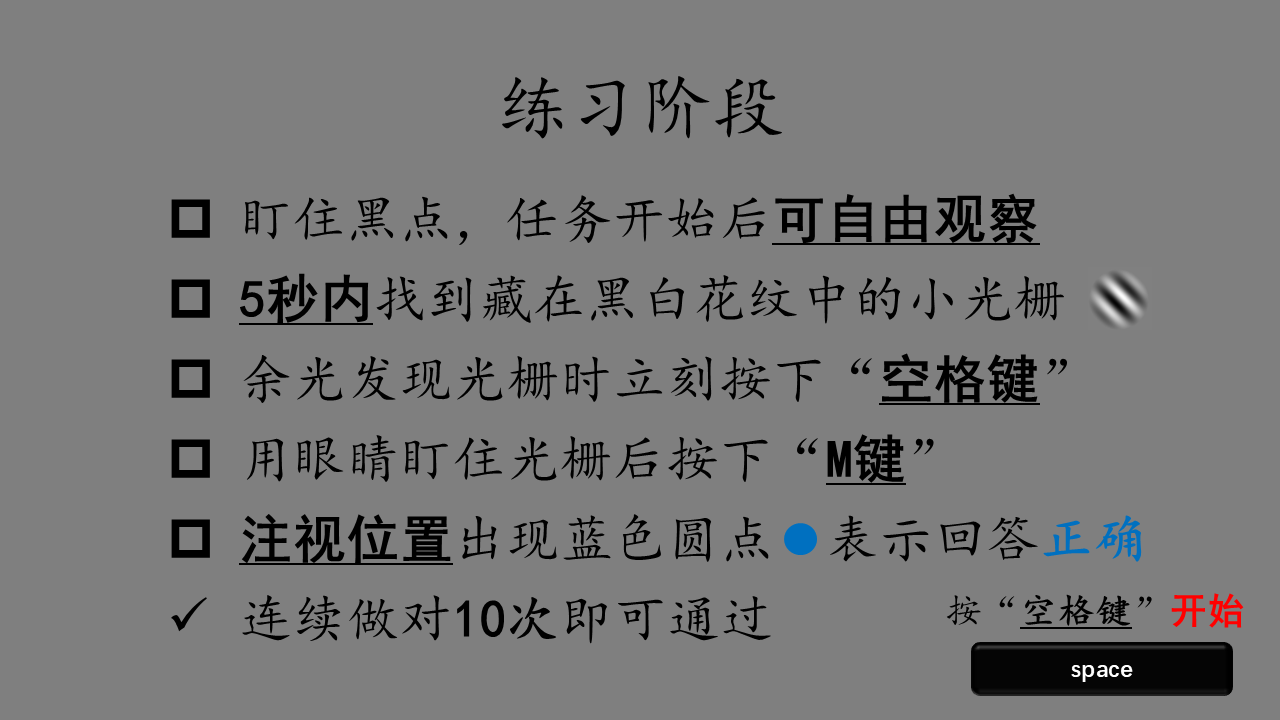 练习阶段
盯住黑点，任务开始后可自由观察
5秒内找到藏在黑白花纹中的小光栅
余光发现光栅时立刻按下“空格键”
用眼睛盯住光栅后按下“M键”
注视位置出现蓝色圆点表示回答正确
连续做对10次即可通过
按“空格键”开始
space